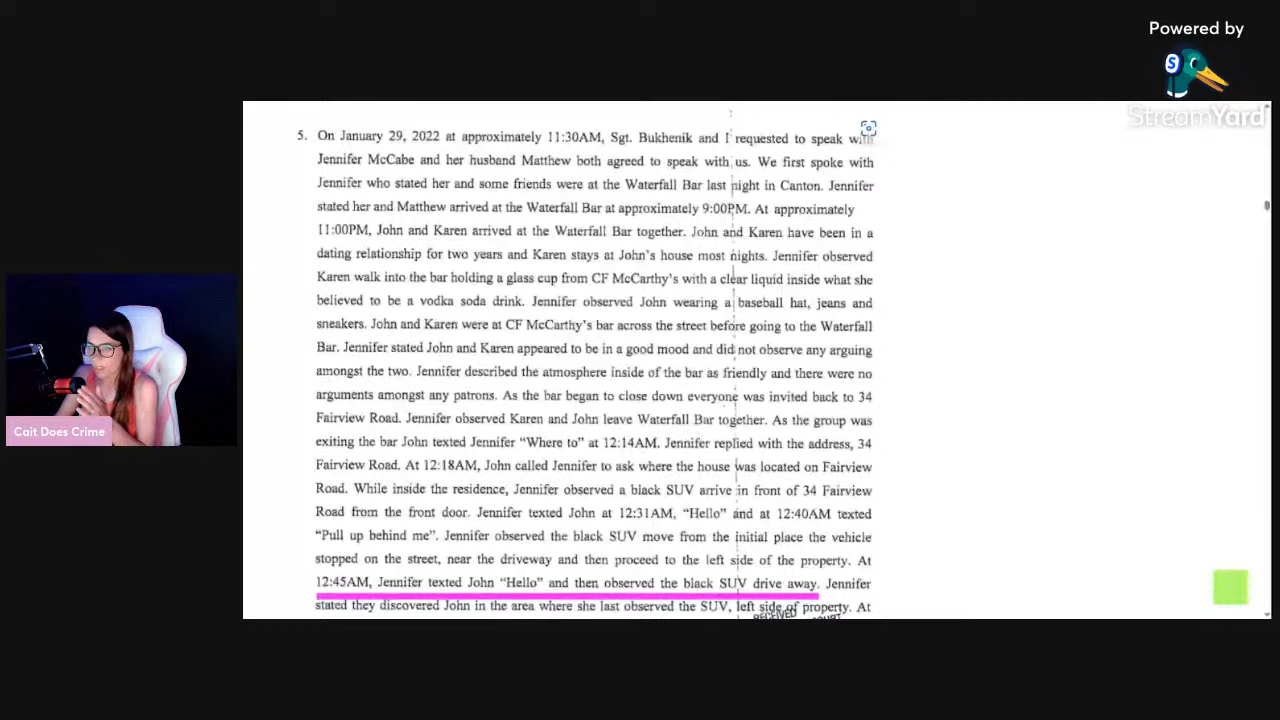 Powered by
S
StreamYard
5. On January 29, 2022 at approximately 11:30AM, Sgt. Bukhenik and I requested to speak with
Jennifer McCabe and her husband Matthew both agreed to speak with us. We first spoke with
Jennifer who stated her and some friends were at the Waterfall Bar last night in Canton. Jennifer
stated her and Matthew arrived at the Waterfall Bar at approximately 9:00PM. At approximately
11:00PM, John and Karen arrived at the Waterfall Bar together. John and Karen have been in a
dating relationship for two years and Karen stays at John's house most nights. Jennifer observed
Karen walk into the bar holding a glass cup from CF McCarthy's with a clear liquid inside what she
believed to be a vodka soda drink. Jennifer observed John wearing a baseball hat, jeans and
sneakers. John and Karen were at CF McCarthy's bar across the street before going to the Waterfall
Bar. Jennifer stated John and Karen appeared to be in a good mood and did not observe any arguing
amongst the two. Jennifer described the atmosphere inside of the bar as friendly and there were no
arguments amongst any patrons. As the bar began to close down everyone was invited back to 34
Fairview Road. Jennifer observed Karen and John leave Waterfall Bar together. As the group was
exiting the bar John texted Jennifer "Where to" at 12:14AM. Jennifer replied with the address, 34
Fairview Road. At 12:18AM, John called Jennifer to ask where the house was located on Fairview
Road. While inside the residence, Jennifer observed a black SUV arrive in front of 34 Fairview
Road from the front door. Jennifer texted John at 12:31AM, "Hello" and at 12:40AM texted
"Pull up behind me". Jennifer observed the black SUV move from the initial place the vehicle
stopped on the street, near the driveway and then proceed to the left side of the property. At
12:45AM, Jennifer texted John "Hello" and then observed the black SUV drive away. Jennifer
stated they discovered John in the area where she last observed the SUV, left side of property. At
RECEIVED
Cait Does Crime